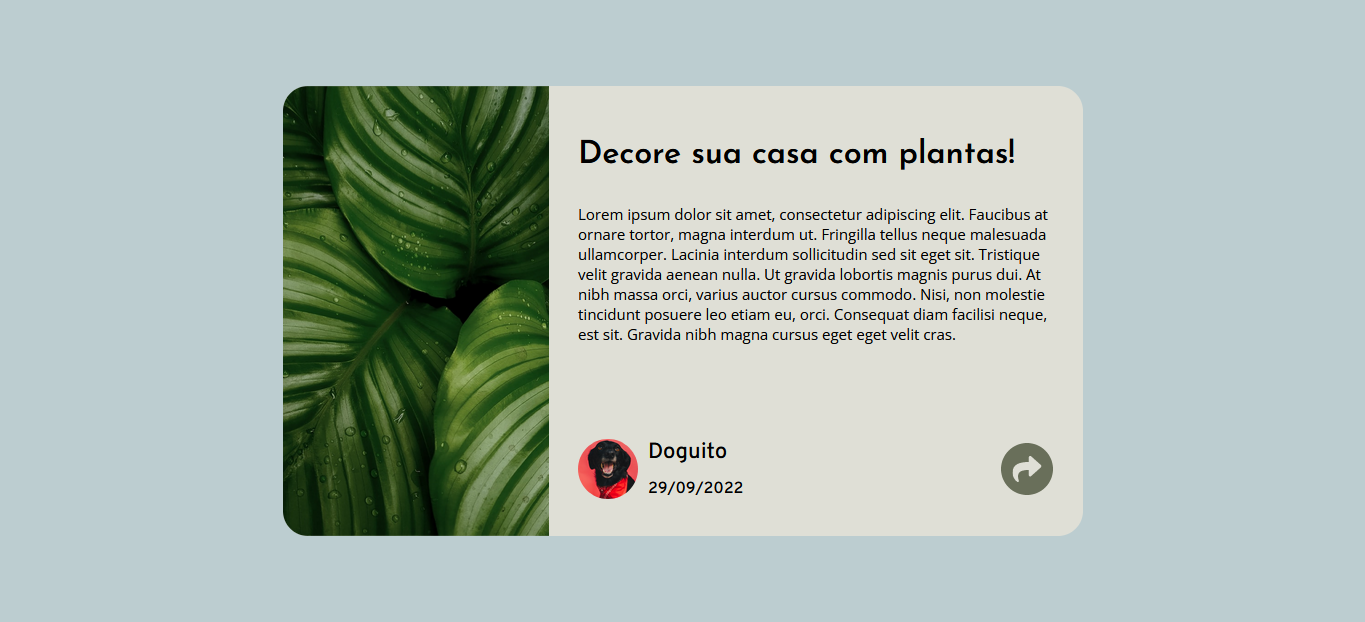 Decore sua casa com plantas!
Lorem ipsum dolor sit amet, consectetur adipiscing elit. Faucibus at
ornare tortor, magna interdum ut. Fringilla tellus neque malesuada
ullamcorper. Lacinia interdum sollicitudin sed sit eget sit. Tristique
velit gravida aenean nulla. Ut gravida lobortis magnis purus dui. At
nibh massa orci, varius auctor cursus commodo. Nisi, non molestie
tincidunt posuere leo etiam eu, orci. Consequat diam facilisi neque,
est sit. Gravida nibh magna cursus eget eget velit cras.
Doguito
29/09/2022